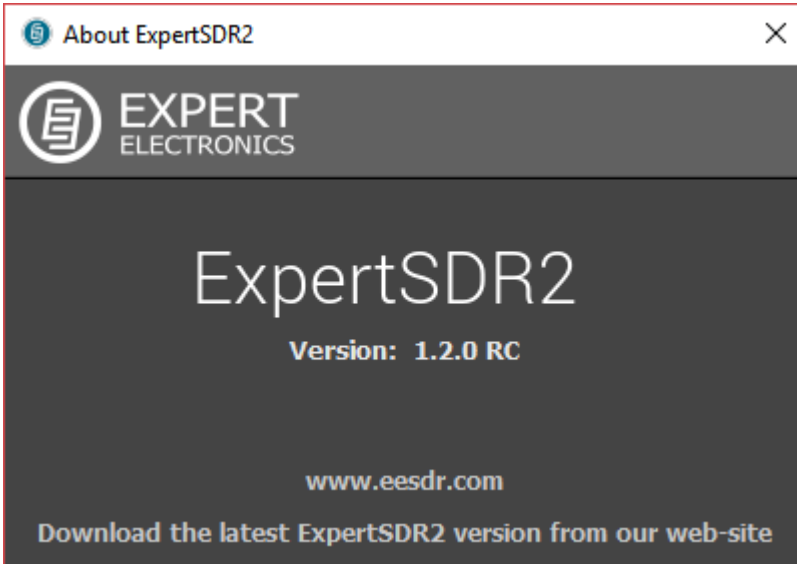 About ExpertSDR2
EXPERT
ELECTRONICS
ExpertSDR2
Version: 1.2.0 RC
www.eesdr.com
Download the latest ExpertSDR2 version from our web-site